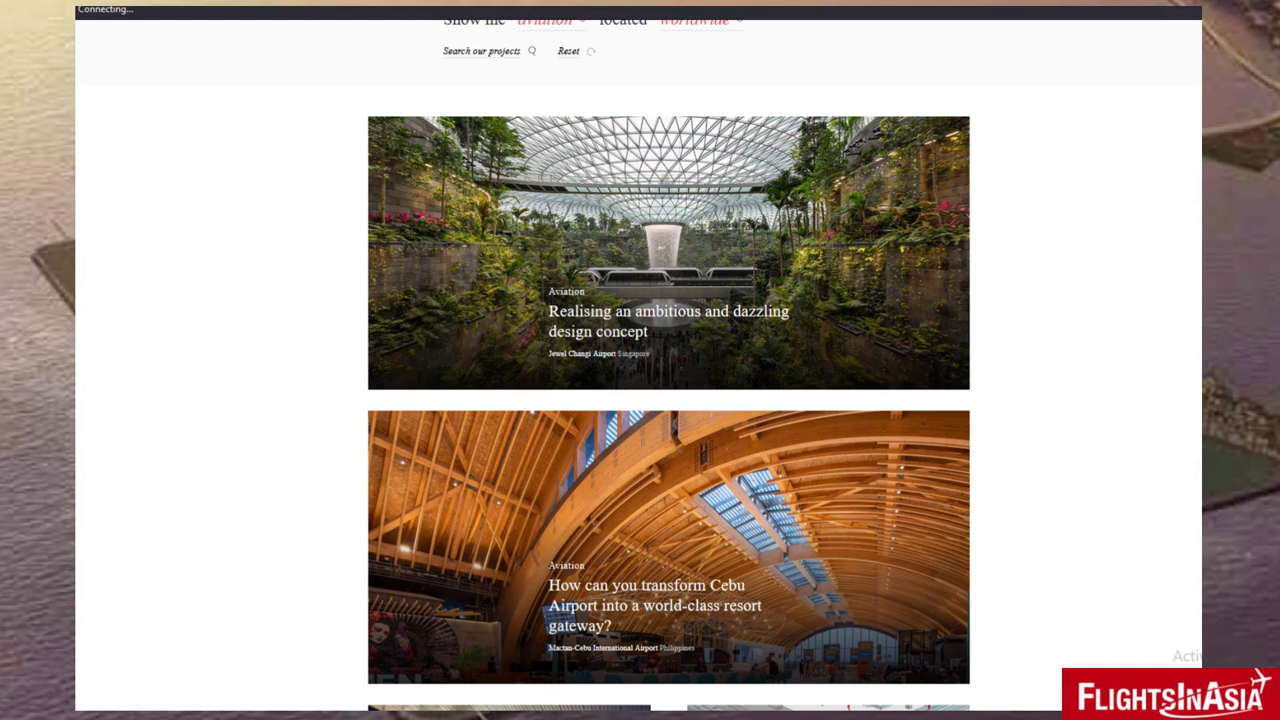 Connecting...
Show me aviation located worldwide
Search our projects Reset
Aviation
Realising an ambitious and dazzling
design concept
Jewel Changi Airport Singapore
Aviation
How can you transform Cebu
Airport into a world-class resort
gateway?
Mactan-Cebu International Airport Philippines
Acti
FLIGHTSINASIA